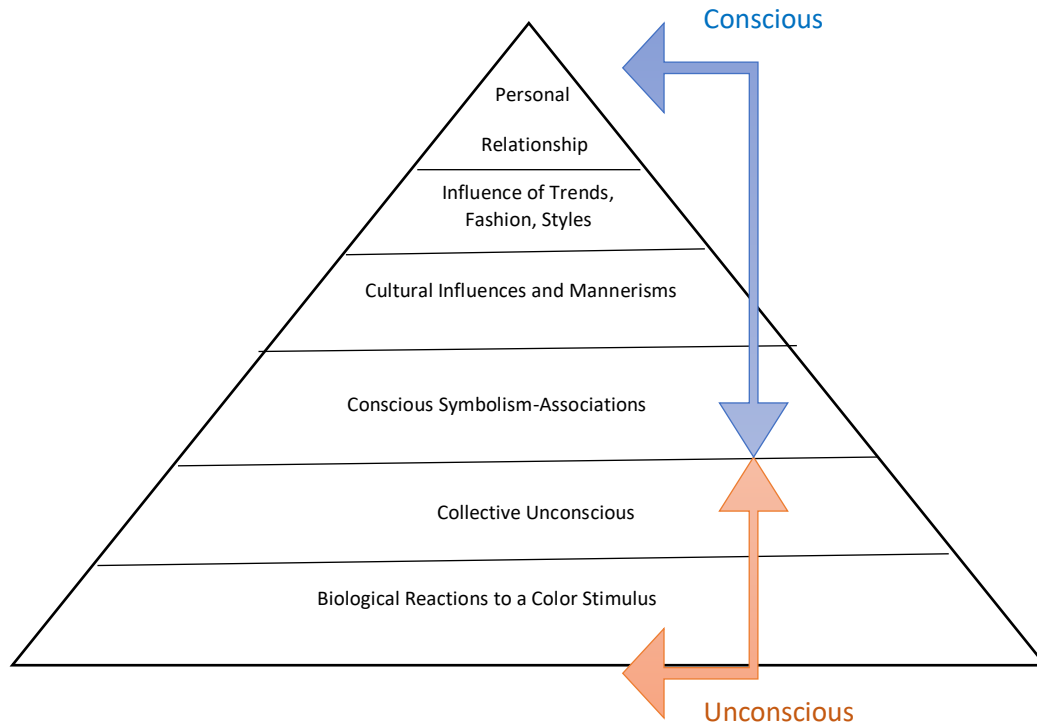 Conscious
Personal
Relationship
Influence of Trends,
Fashion, Styles
Cultural Influences and Mannerisms
Conscious Symbolism-Associations
Collective Unconscious
Biological Reactions to a Color Stimulus
Unconscious